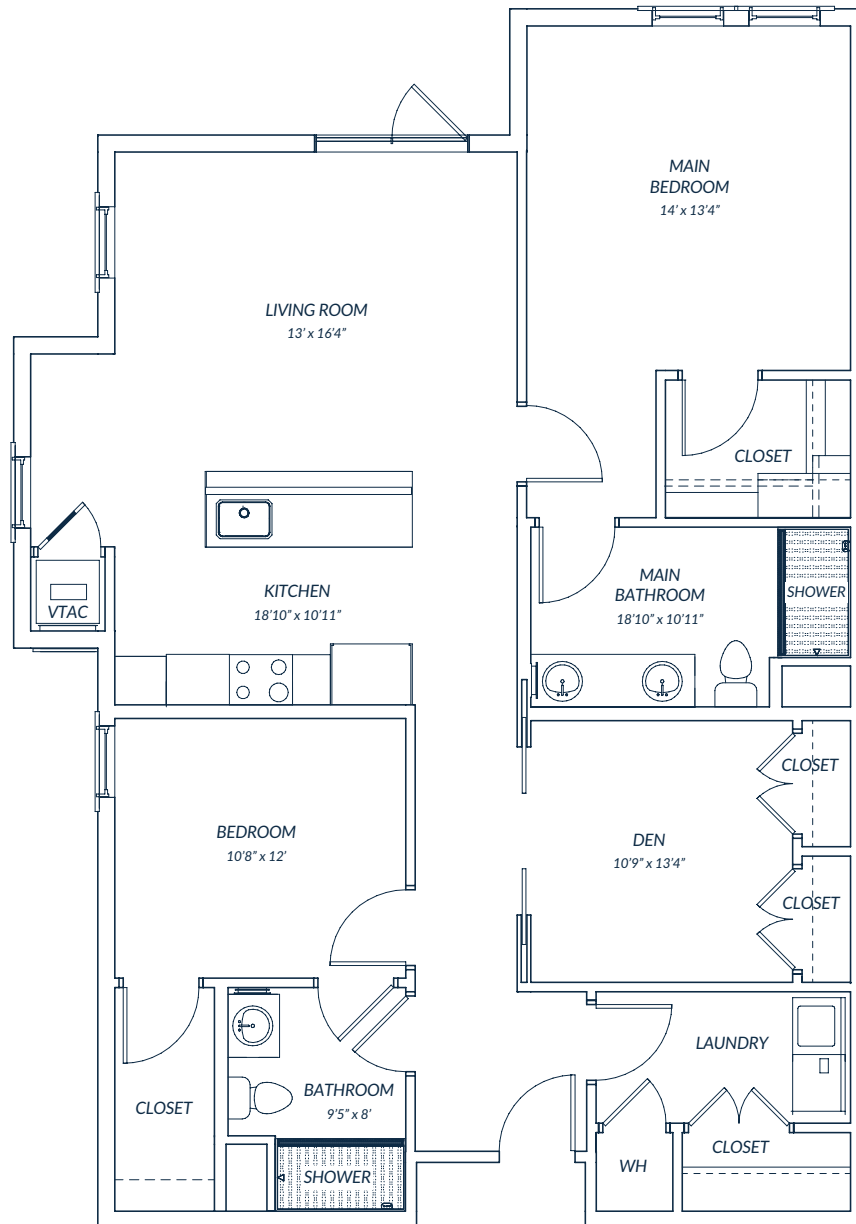 MAIN
BEDROOM
14’ x 13’4”
LIVING ROOM
13’ x 16’4”
CLOSET
KITCHEN
18’10” x 10’11”
VTAC
MAIN
BATHROOM
18’10” x 10’11”
SHOWER
CLOSET
BEDROOM
10’8” x 12’
DEN
10’9” x 13’4”
CLOSET
LAUNDRY
BATHROOM
9’5” x 8’
CLOSET
SHOWER
WH
CLOSET